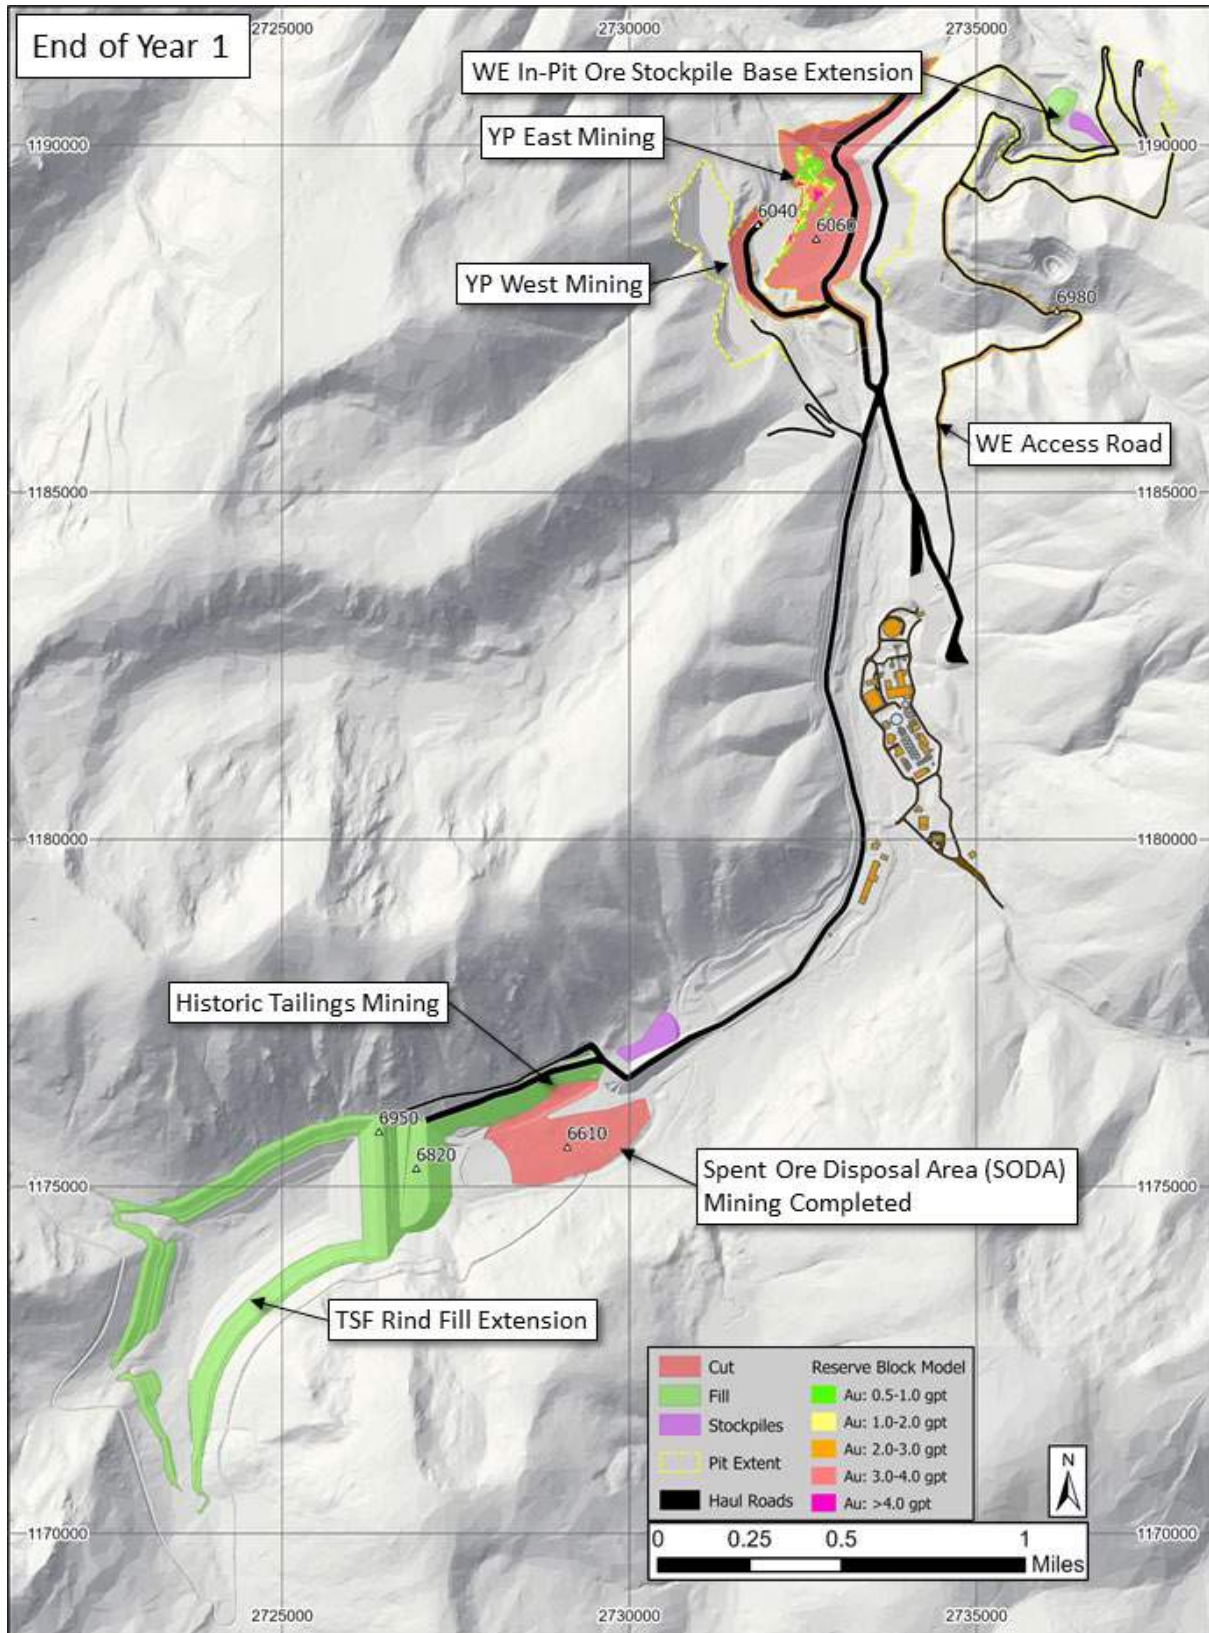 End of Year 1
2725000
2730000
2735000
WE In-Pit Ore Stockpile Base Extension
YP East Mining
1190000
1190000
6040
6060
YP West Mining
6980
WE Access Road
1185000
1185000
1180000
1180000
Historic Tailings Mining
6950
6820
6610
Spent Ore Disposal Area (SODA)
Mining Completed
1175000
1175000
TSF Rind Fill Extension
Cut
Fill
Stockpiles
Pit Extent
Haul Roads
Reserve Block Model
Au: 0.5-1.0 gpt
Au: 1.0-2.0 gpt
Au: 2.0-3.0 gpt
Au: 3.0-4.0 gpt
Au: >4.0 gpt
N
1170000
1170000
0 0.25 0.5 1
Miles
2725000
2730000
2735000